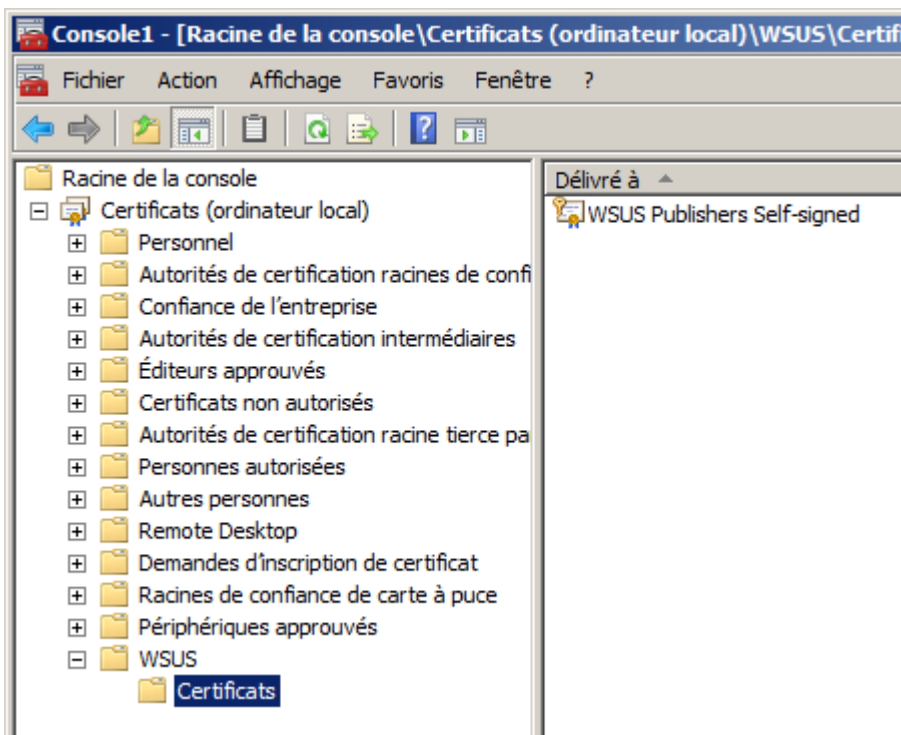 Console1 - [Racine de la console\Certificats (ordinateur local)\WSUS\Certif
Fichier Action Affichage Favoris Fenêtre ?
Racine de la console
Délivré à
Certificats (ordinateur local)
WSUS Publishers Self-signed
Personnel
Autorités de certification racines de confi
Confiance de l'entreprise
Autorités de certification intermédiaires
Éditeurs approuvés
Certificats non autorisés
Autorités de certification racine tierce pa
Personnes autorisées
Autres personnes
Remote Desktop
Demandes d'inscription de certificat
Racines de confiance de carte à puce
Périphériques approuvés
WSUS
Certificats